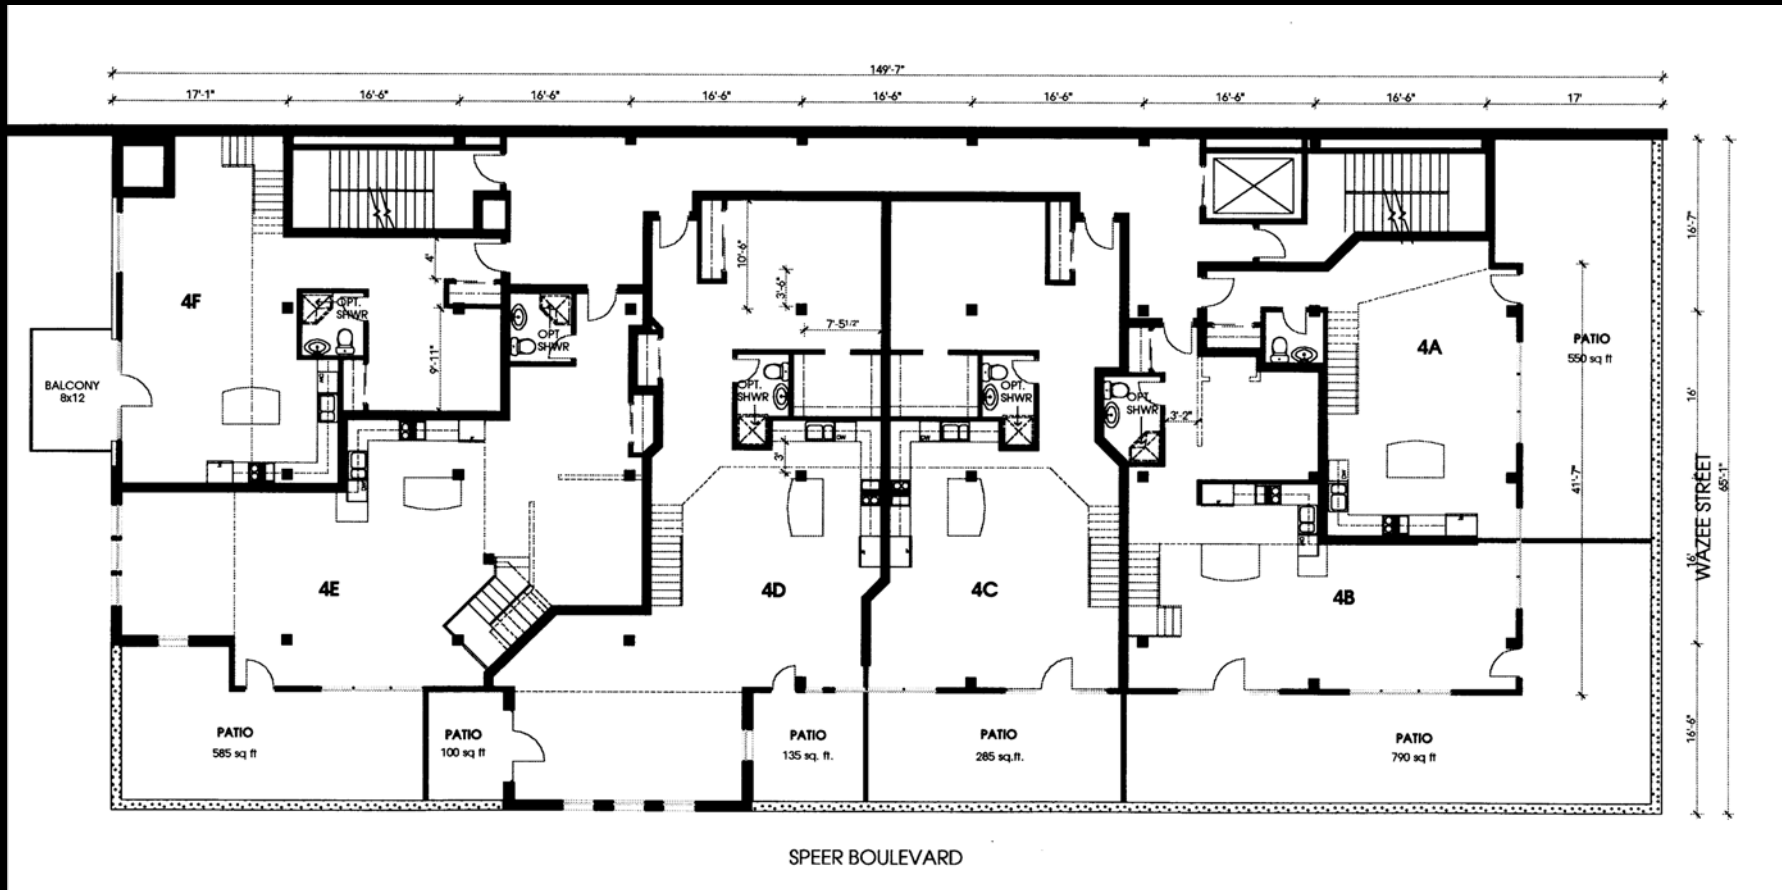 149'-7"
17'-1"
16'-6"
16'-6"
16'-6"
16'-6"
16'-6"
16'-6"
16'-6"
17'
4F
4'
OPT.
SHWR
9'-11"
OPT.
SHWR
10'-6"
3'-6"
7'-5 1/2"
OPT.
SHWR
DW
3'
OPT.
SHWR
DW
OPT.
SHWR
3'-2"
4A
PATIO
550 sq ft
16'-7"
16'
41'-7"
16'
65'-1"
WAZEE STREET
16'-6"
BALCONY
8x12
4E
4D
4C
4B
PATIO
585 sq ft
PATIO
100 sq ft
PATIO
135 sq. ft.
PATIO
285 sq.ft.
PATIO
790 sq ft
SPEER BOULEVARD